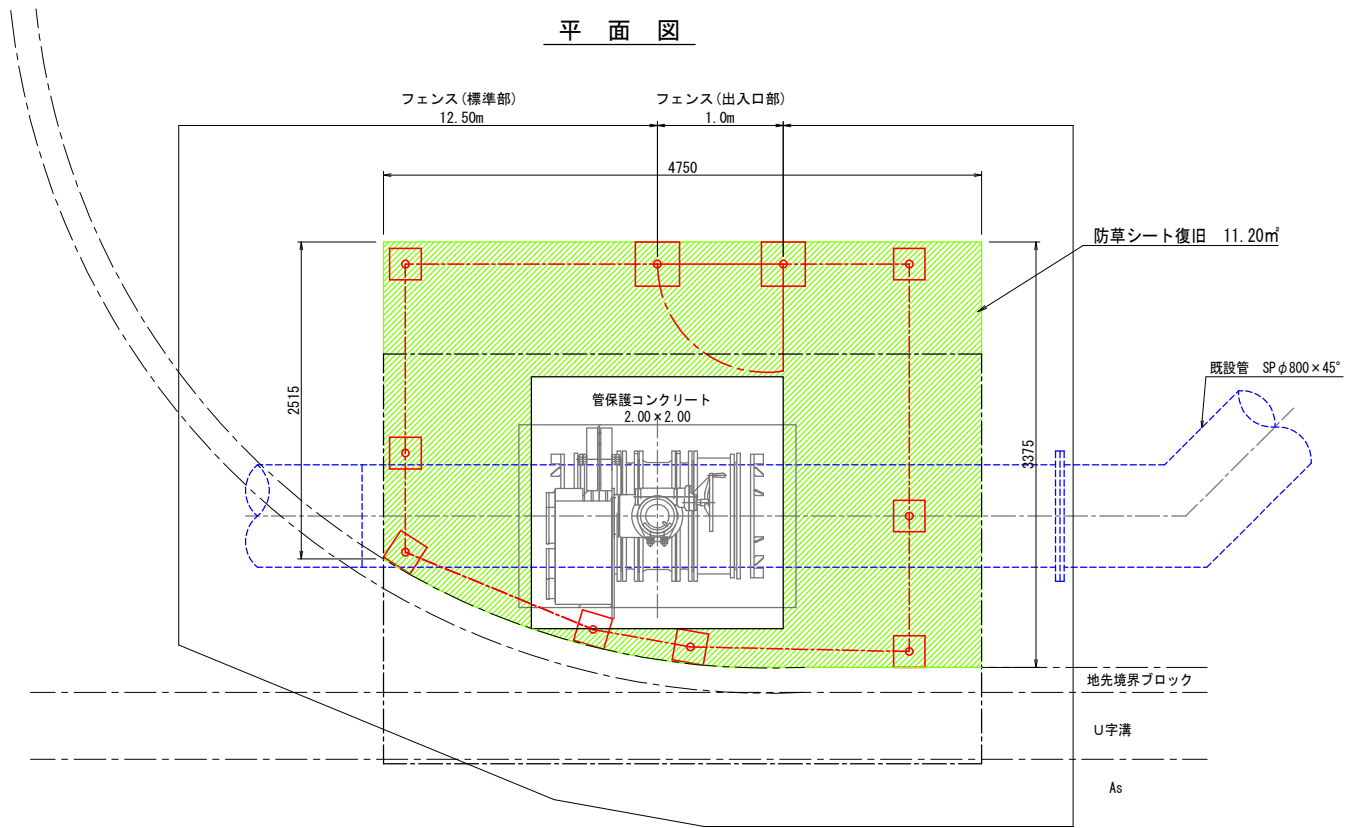 平 面 図
フェンス(標準部)
12.50m
フェンス(出入口部)
1.0m
4750
防草シート復旧 11.20㎡
既設管 SPφ800×45°
2515
管保護コンクリート
2.00×2.00
3375
地先境界ブロック
U字溝
As